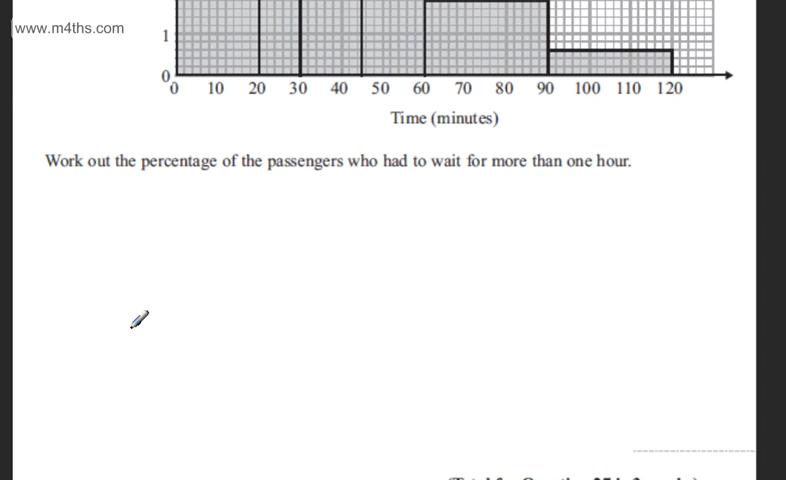 www.m4ths.com
1
0
0 10 20 30 40 50 60 70 80 90 100 110 120
Time (minutes)
Work out the percentage of the passengers who had to wait for more than one hour.